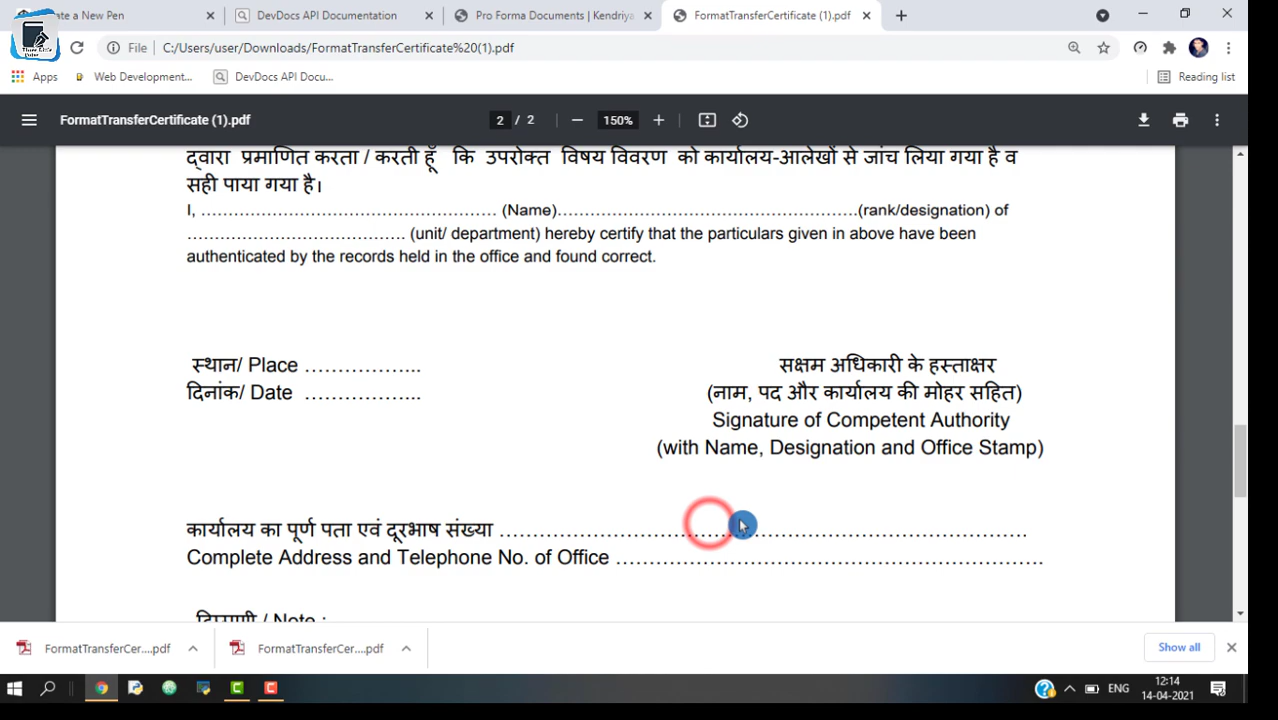 ate a New Pen
DevDocs API Documentation
Pro Forma Documents | Kendriya
FormatTransferCertificate (1).pdf
File
C:/Users/user/Downloads/FormatTransferCertificate%20(1).pdf
Apps
Web Development...
DevDocs API Docu...
Reading list
FormatTransferCertificate (1).pdf
2 / 2
150%
द्वारा प्रमाणित करता / करती हूँ कि उपरोक्त विषय विवरण को कार्यालय-आलेखों से जांच लिया गया है व
सही पाया गया है।
I, ……………………………………………… (Name)………………………………………………(rank/designation) of
…………………………………. (unit/ department) hereby certify that the particulars given in above have been
authenticated by the records held in the office and found correct.
स्थान/ Place ……………...
सक्षम अधिकारी के हस्ताक्षर
दिनांक/ Date ……………...
(नाम, पद और कार्यालय की मोहर सहित)
Signature of Competent Authority
(with Name, Designation and Office Stamp)
कार्यालय का पूर्ण पता एवं दूरभाष संख्या ……………………………………………………………………
Complete Address and Telephone No. of Office ……………………………………………………….
टिप्पणी / Note :
FormatTransferCer....pdf
FormatTransferCer....pdf
Show all
ENG
12:14
14-04-2021